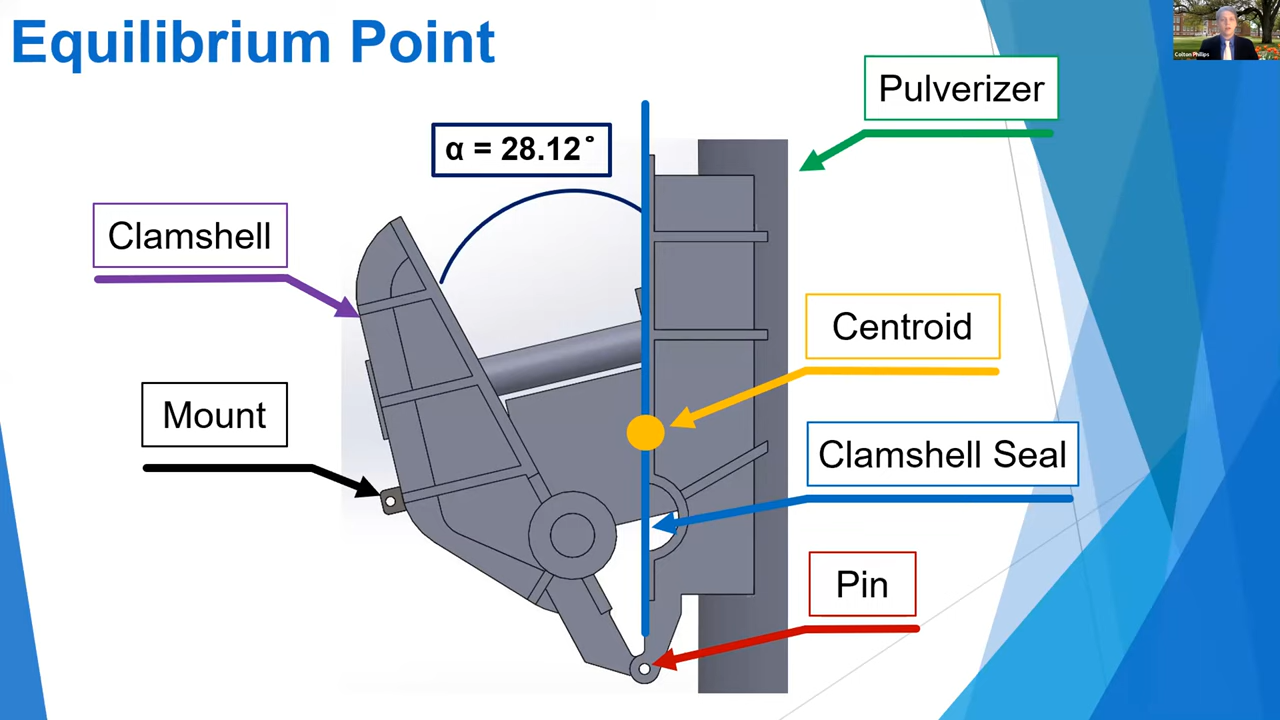 Equilibrium Point
Colton Philips
Pulverizer
α = 28.12°
Clamshell
Centroid
Mount
Clamshell Seal
Pin